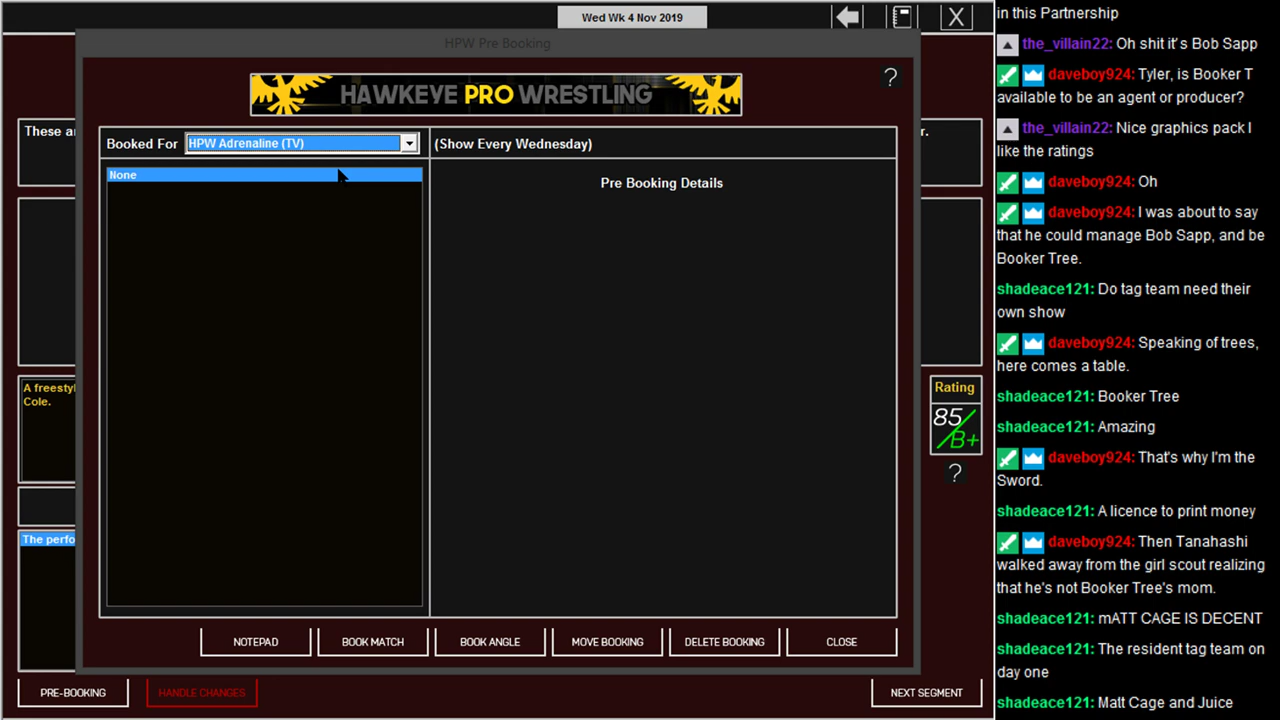 Wed Wk 4 Nov 2019
HPW Pre Booking
HAWKEYE PRO WRESTLING
?
These a
r.
Booked For HPW Adrenaline (TV)
(Show Every Wednesday)
None
Pre Booking Details
A freesty
Cole.
Rating
85/B+
?
The perfo
NOTEPAD
BOOK MATCH
BOOK ANGLE
MOVE BOOKING
DELETE BOOKING
CLOSE
PRE-BOOKING
HANDLE CHANGES
NEXT SEGMENT
in this Partnership
the_villain22: Oh shit it's Bob Sapp
daveboy924: Tyler, is Booker T
available to be an agent or producer?
the_villain22: Nice graphics pack I
like the ratings
daveboy924: Oh
daveboy924: I was about to say
that he could manage Bob Sapp, and be
Booker Tree.
shadeace121: Do tag team need their
own show
daveboy924: Speaking of trees,
here comes a table.
shadeace121: Booker Tree
shadeace121: Amazing
daveboy924: That's why I'm the
Sword.
shadeace121: A licence to print money
daveboy924: Then Tanahashi
walked away from the girl scout realizing
that he's not Booker Tree's mom.
shadeace121: mATT CAGE IS DECENT
shadeace121: The resident tag team on
day one
shadeace121: Matt Cage and Juice